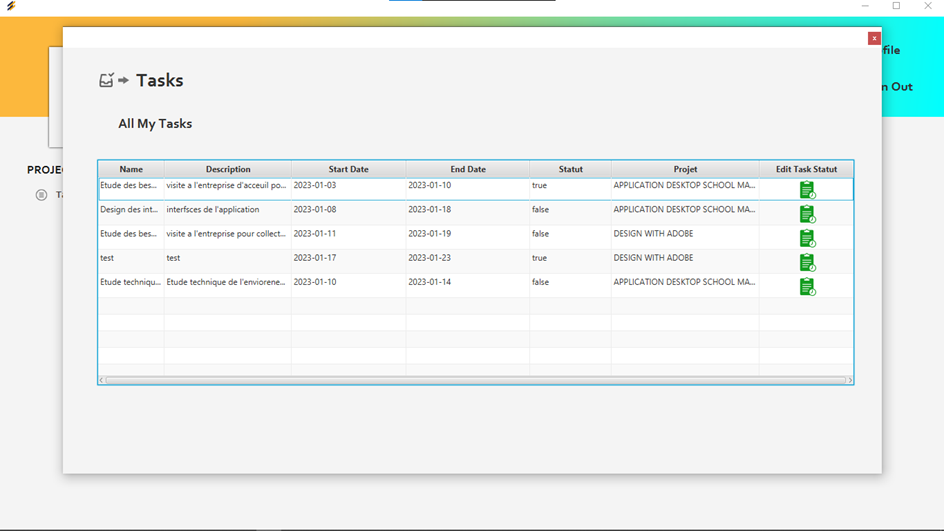 x
file
n Out
Tasks
All My Tasks
PROJE
Ta
Name Description Start Date End Date Statut Projet Edit Task Statut
Etude des bes... visite a l'entreprise d'acceuil po... 2023-01-03 2023-01-10 true APPLICATION DESKTOP SCHOOL MA...
Design des int... interfsces de l'application 2023-01-08 2023-01-18 false APPLICATION DESKTOP SCHOOL MA...
Etude des bes... visite a l'entreprise pour collect... 2023-01-11 2023-01-19 false DESIGN WITH ADOBE
test test 2023-01-17 2023-01-23 true DESIGN WITH ADOBE
Etude techniqu... Etude technique de l'enviorene... 2023-01-10 2023-01-14 false APPLICATION DESKTOP SCHOOL MA...